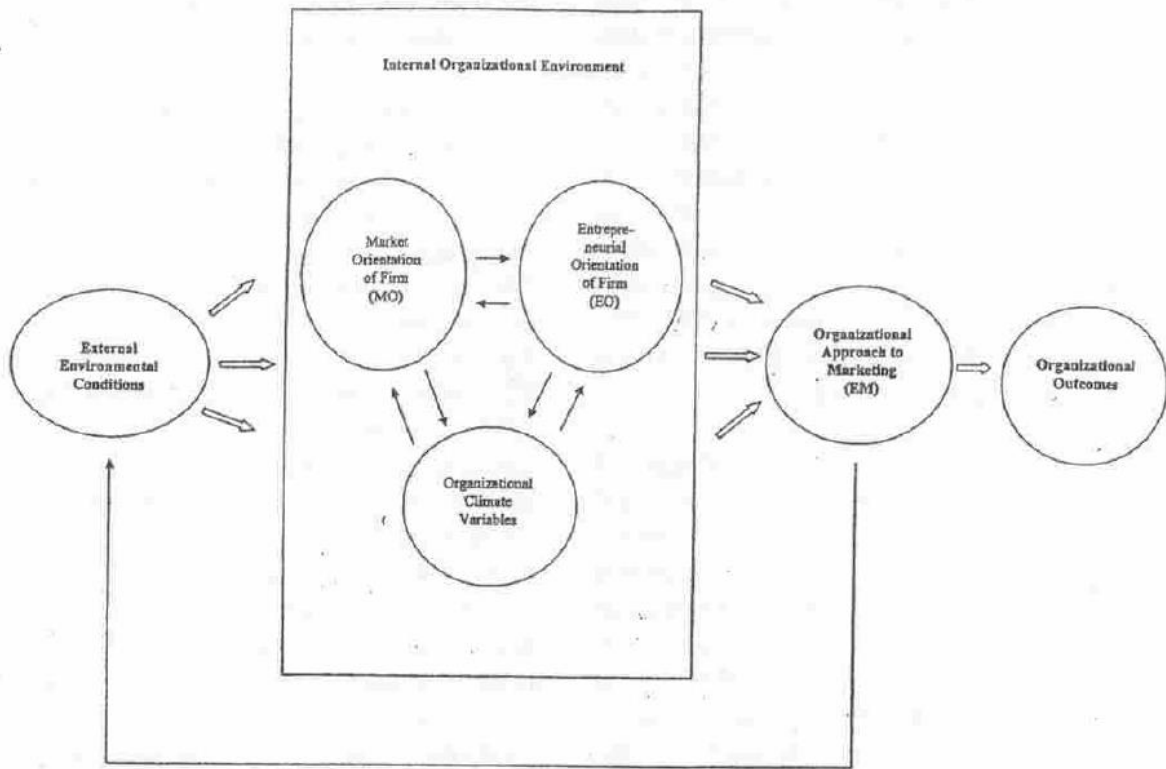 Internal Organizational Environment
Market
Orientation
of Firm
(MO)
Entrepre-
neurial
Orientation
of Firm
(EO)
External
Environmental
Conditions
Organizational
Climate
Variables
Organizational
Approach to
Marketing
(EM)
Organizational
Outcomes